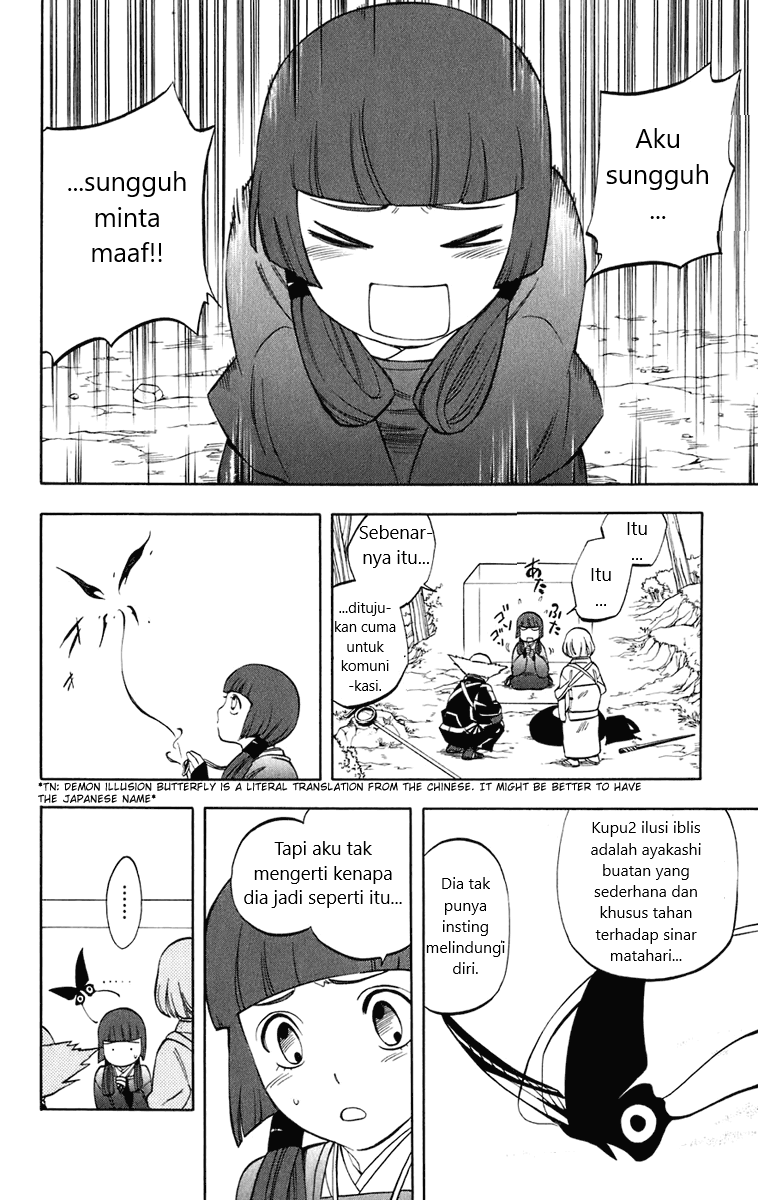 Aku
sungguh
...
...sungguh
minta
maaf!!
Itu
...
Itu
...
Sebenar-
nya itu...
...dituju-
kan cuma
untuk
komuni
-kasi.
あた
ふた
ゴソ
ゴソ
*TN: DEMON ILLUSION BUTTERFLY IS A LITERAL TRANSLATION FROM THE CHINESE. IT MIGHT BE BETTER TO HAVE
THE JAPANESE NAME*
Kupu2 ilusi iblis
adalah ayakashi
buatan yang
sederhana dan
khusus tahan
terhadap sinar
matahari...
Dia tak
punya
insting
melindungi
diri.
Tapi aku tak
mengerti kenapa
dia jadi seperti itu...
......
......